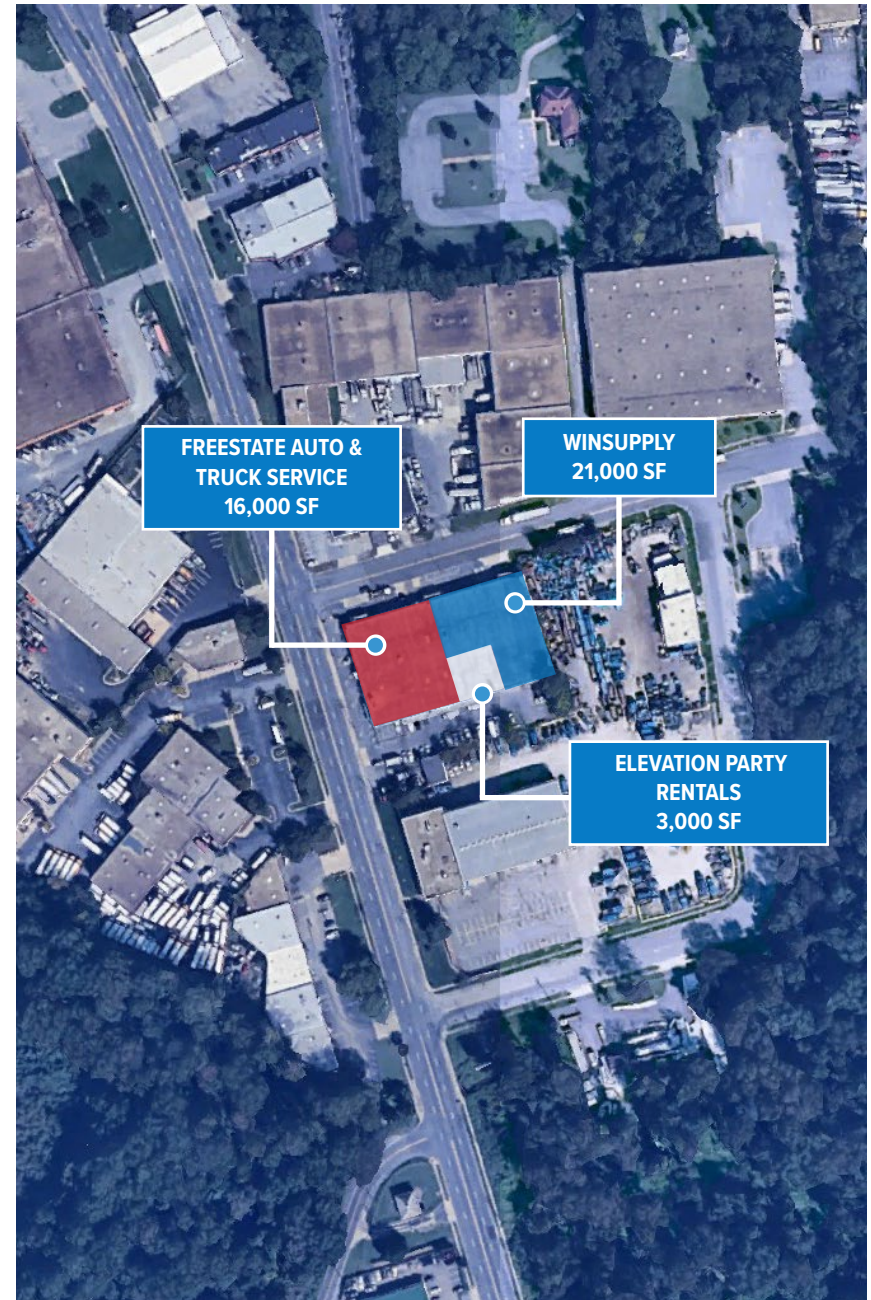 FREESTATE AUTO &
TRUCK SERVICE
16,000 SF
WINSUPPLY
21,000 SF
ELEVATION PARTY
RENTALS
3,000 SF